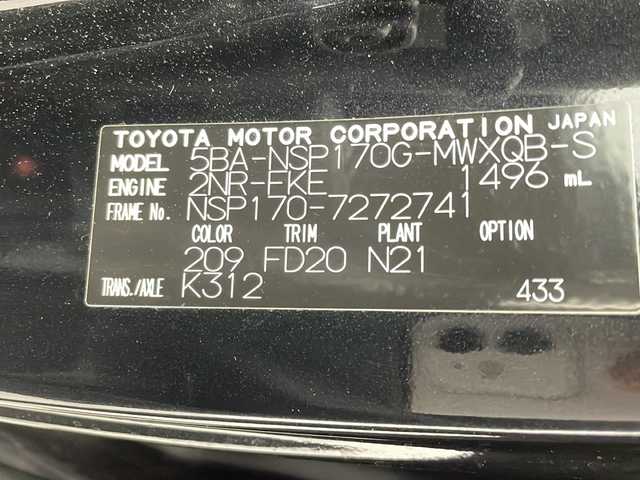 TOYOTA MOTOR CORPORATION JAPAN
MODEL 5BA-NSP170G-MWXQB-S
ENGINE 2NR-FKE 1496 mL
FRAME No. NSP170-7272741
COLOR TRIM PLANT OPTION
209 FD20 N21
TRANS./AXLE K312 433